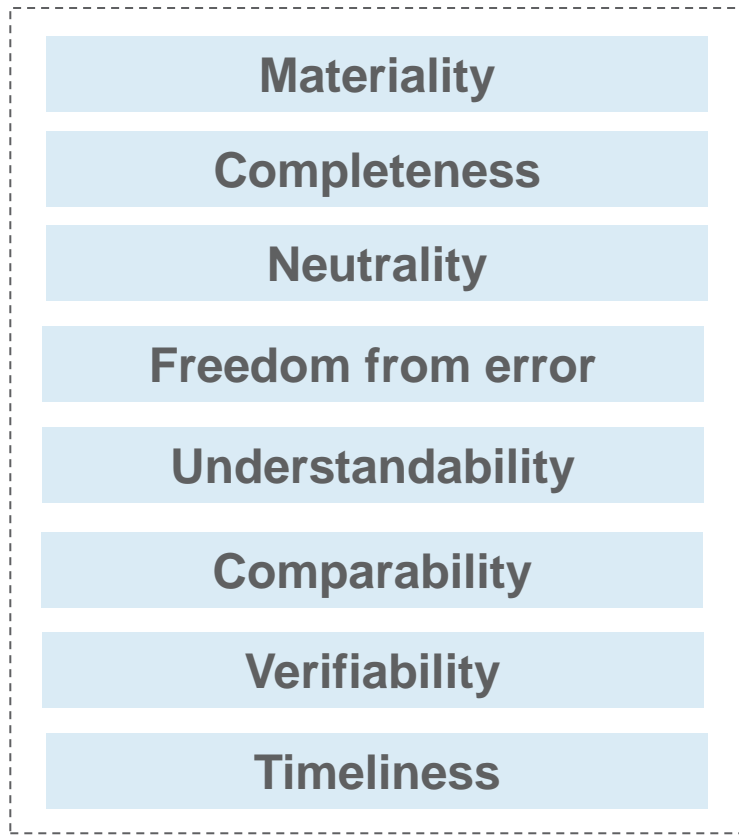 Materiality
Completeness
Neutrality
Freedom from error
Understandability
Comparability
Verifiability
Timeliness